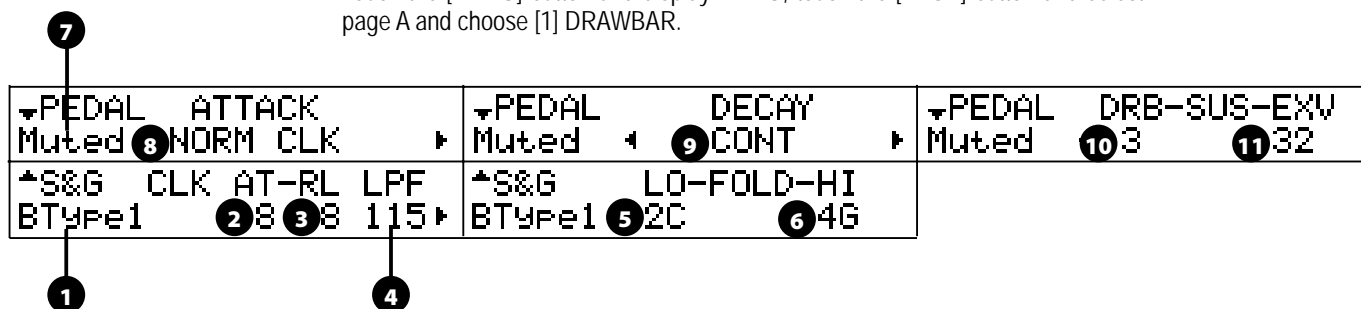 page A and choose [1] DRAWBAR.
7
PEDAL ATTACK
Muted 8 NORM CLK
PEDAL DECAY
Muted 9 CONT
PEDAL DRB-SUS-EXV
Muted 10 3 11 32
S&G CLK AT-RL LPF
BType1 2 8 3 8 115
S&G LO-FOLD-HI
BType1 5 2C 6 4G
1
4